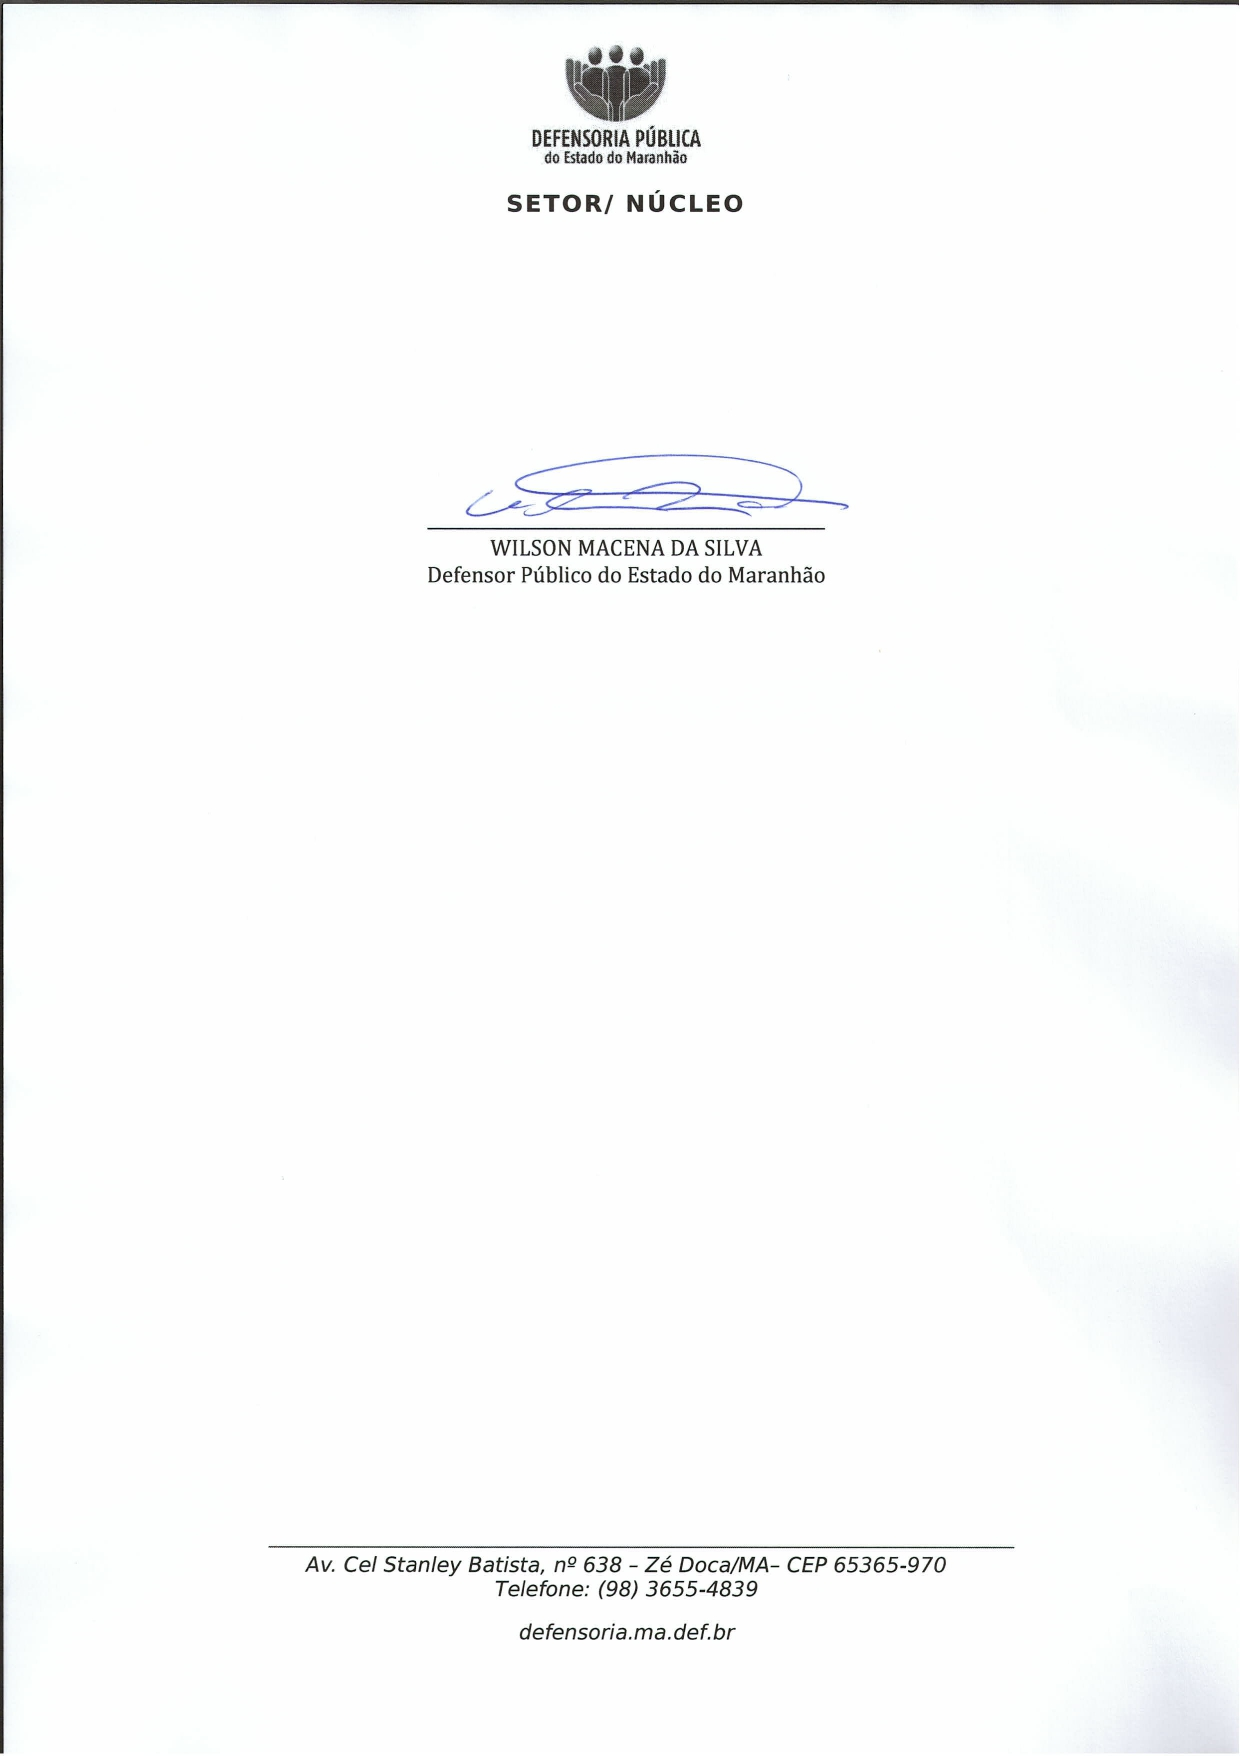 DEFENSORIA PÚBLICA
do Estado do Maranhão
SETOR/ NÚCLEO
WILSON MACENA DA SILVA
Defensor Público do Estado do Maranhão
Av. Cel Stanley Batista, nº 638 – Zé Doca/MA– CEP 65365-970
Telefone: (98) 3655-4839
defensoria.ma.def.br